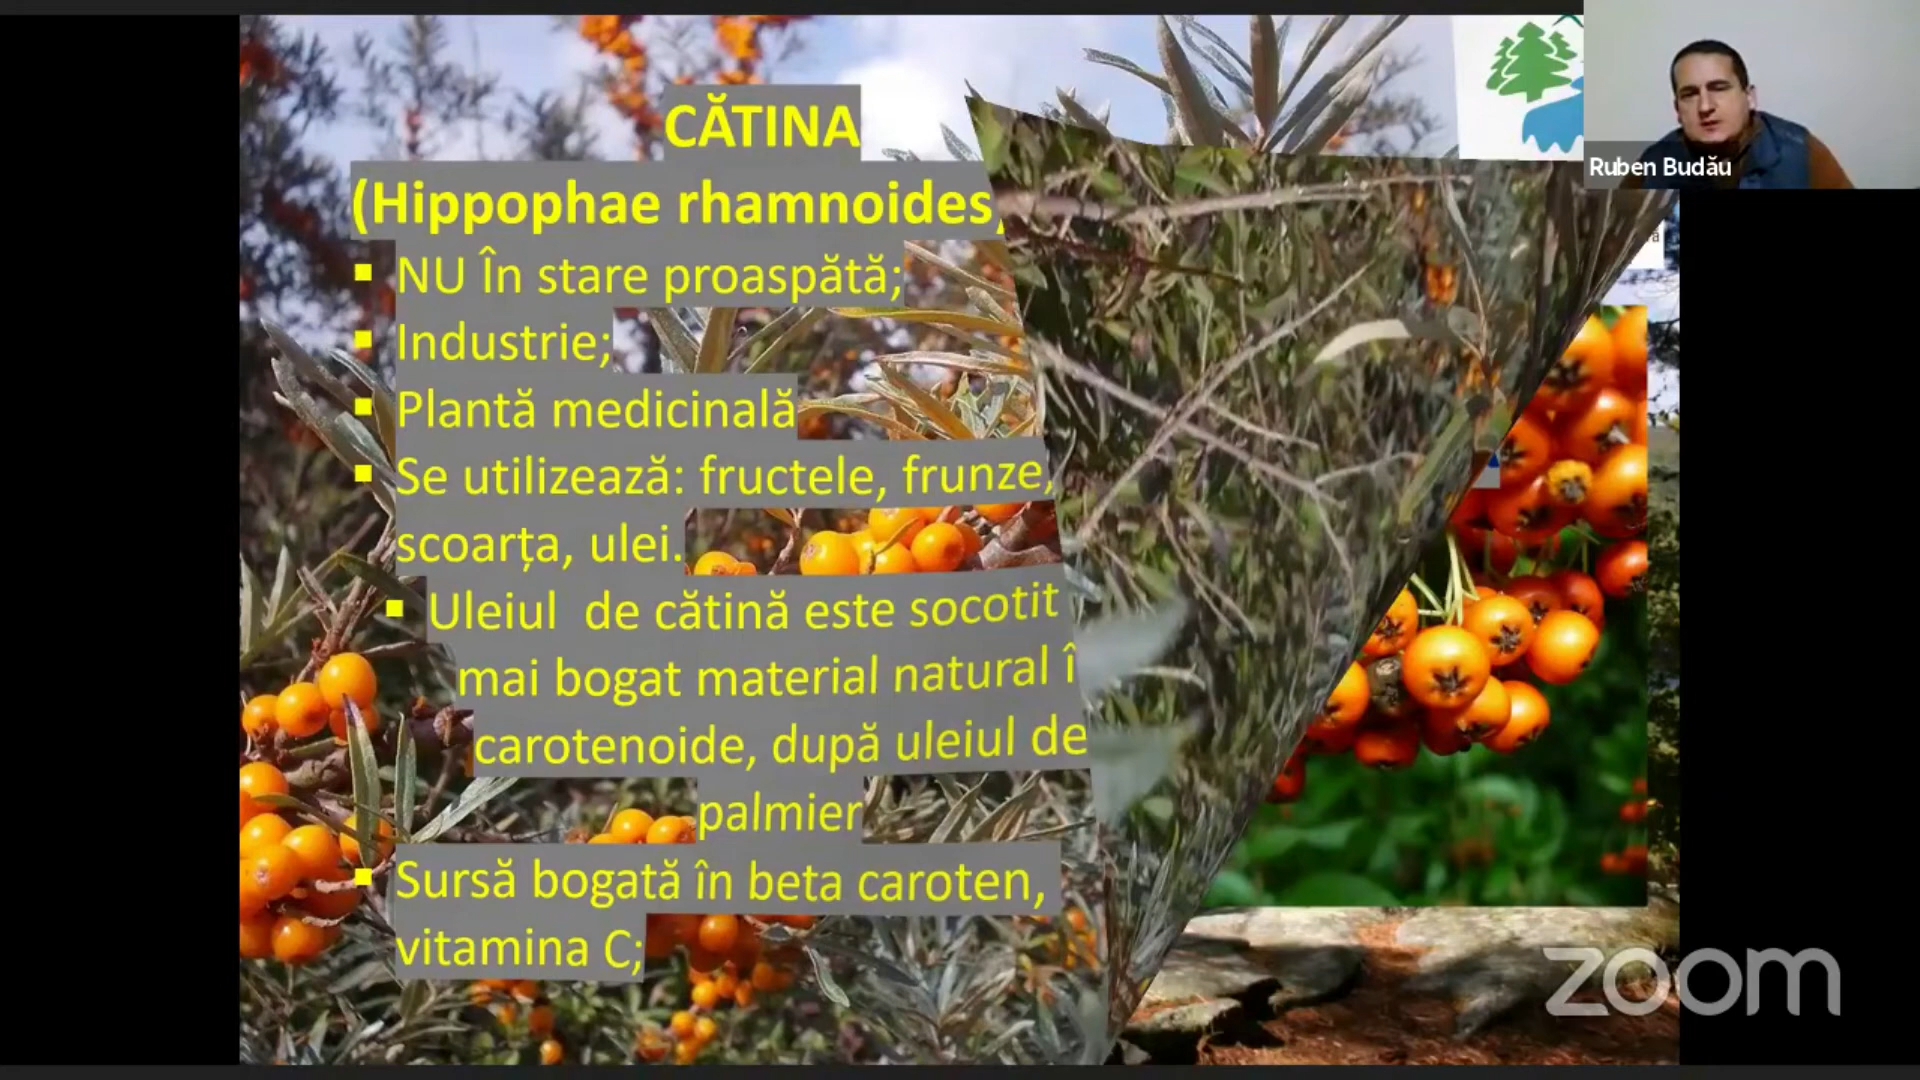 CĂTINA
(Hippophae rhamnoides)
NU În stare proaspătă;
Industrie;
Plantă medicinală
Se utilizează: fructele, frunze,
scoarța, ulei.
Uleiul de cătină este socotit
mai bogat material natural î
carotenoide, după uleiul de
palmier
Sursă bogată în beta caroten,
vitamina C;
Ruben Budău
zoom